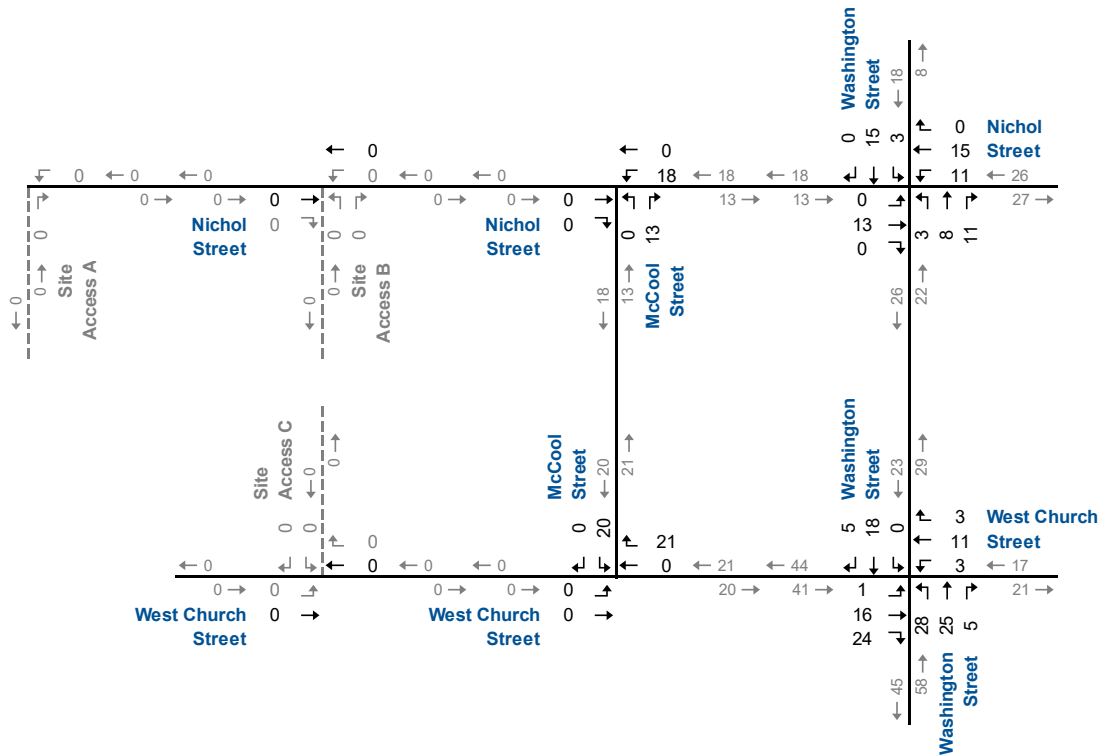 Washington
Street
18
8
0
15
3
0 Nichol
15 Street
11 26
0
0
0 0 0
0 0 0
18 18 18
0 0 0
0 0 0
13 13 0
27
Nichol
Street
0
Nichol
Street
0
13
0
0
0 0
0 13
3 8 11
0
0
Site
Access A
0
0
Site
Access B
18
13
McCool
Street
26
22
Site
Access C
0
0
McCool
Street
20
21
Washington
Street
23
29
0 0
0 20
5 18 0
3 West Church
11 Street
3 17
0
21
0 0 0 0 0 21 44
0 0 0 0 0 20 41 1 21
West Church
Street
0
West Church
Street
0
16
24
28 25 5
45
58
Washington
Street